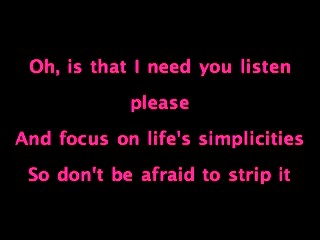 Oh, is that I need you listen
please
And focus on life's simplicities
So don't be afraid to strip it